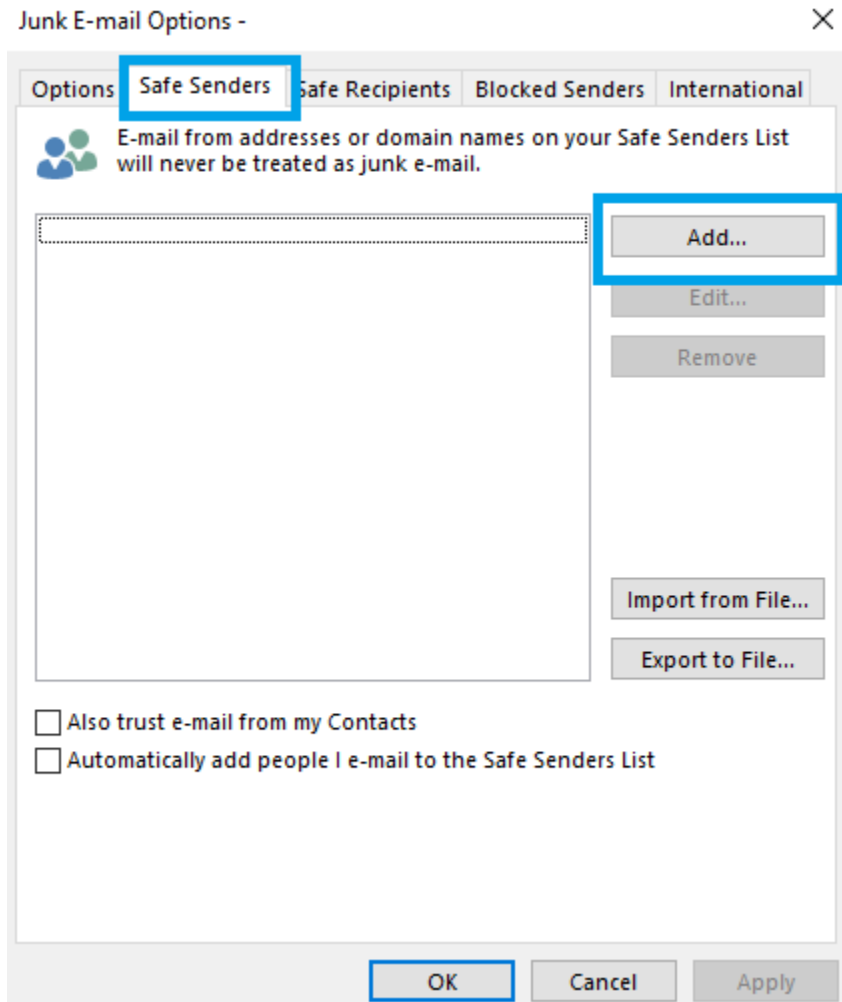 Junk E-mail Options -
Options
Safe Senders
Safe Recipients
Blocked Senders
International
E-mail from addresses or domain names on your Safe Senders List
will never be treated as junk e-mail.
Add...
Edit...
Remove
Import from File...
Export to File...
Also trust e-mail from my Contacts
Automatically add people I e-mail to the Safe Senders List
OK
Cancel
Apply